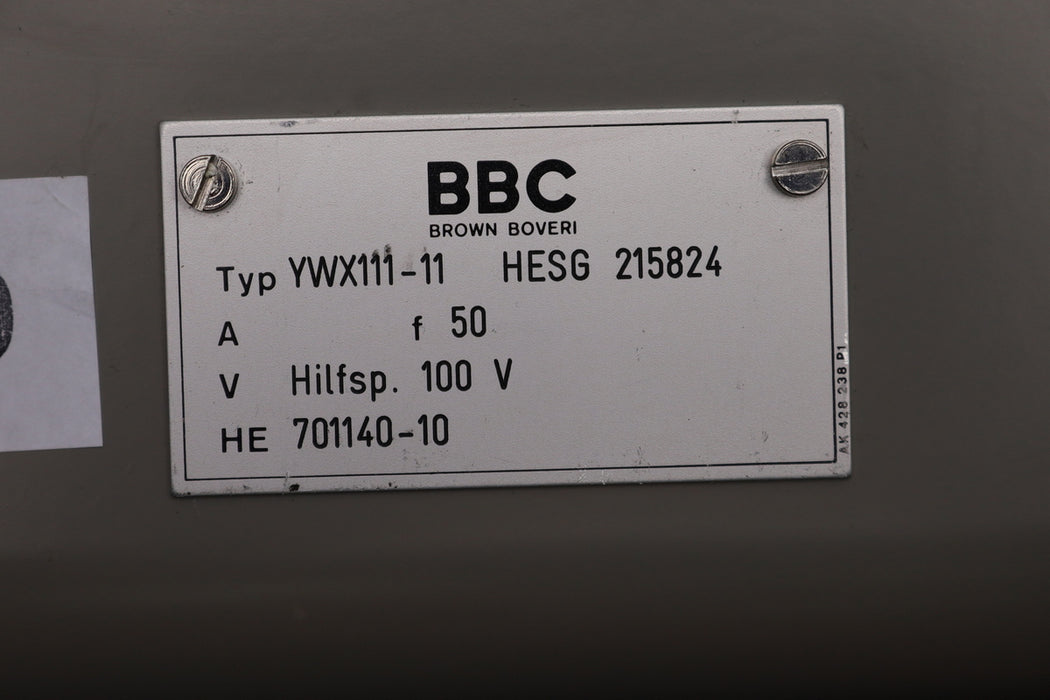 BBC
BROWN BOVERI
Typ YWX111-11 HESG 215824
A f 50
V Hilfsp. 100 V
HE 701140-10
AK 428 238 P1